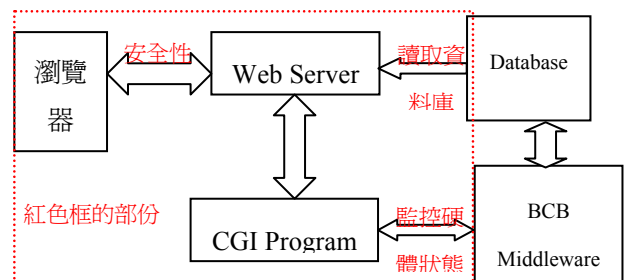 瀏覽
器
安全性
Web Server
讀取資
料庫
Database
紅色框的部份
CGI Program
監控硬
體狀態
BCB
Middleware